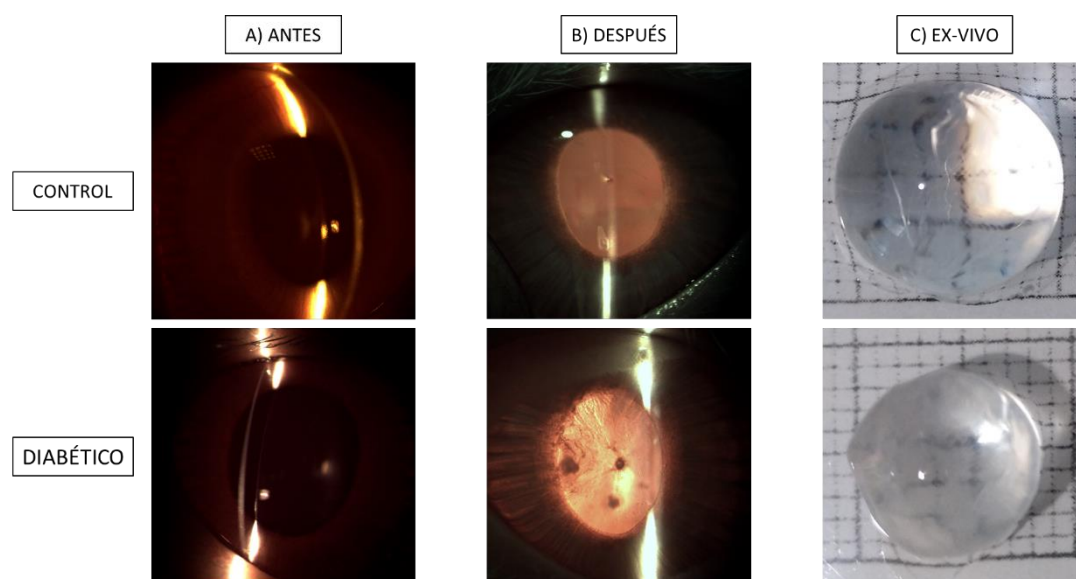 A) ANTES
B) DESPUÉS
C) EX-VIVO
CONTROL
DIABÉTICO